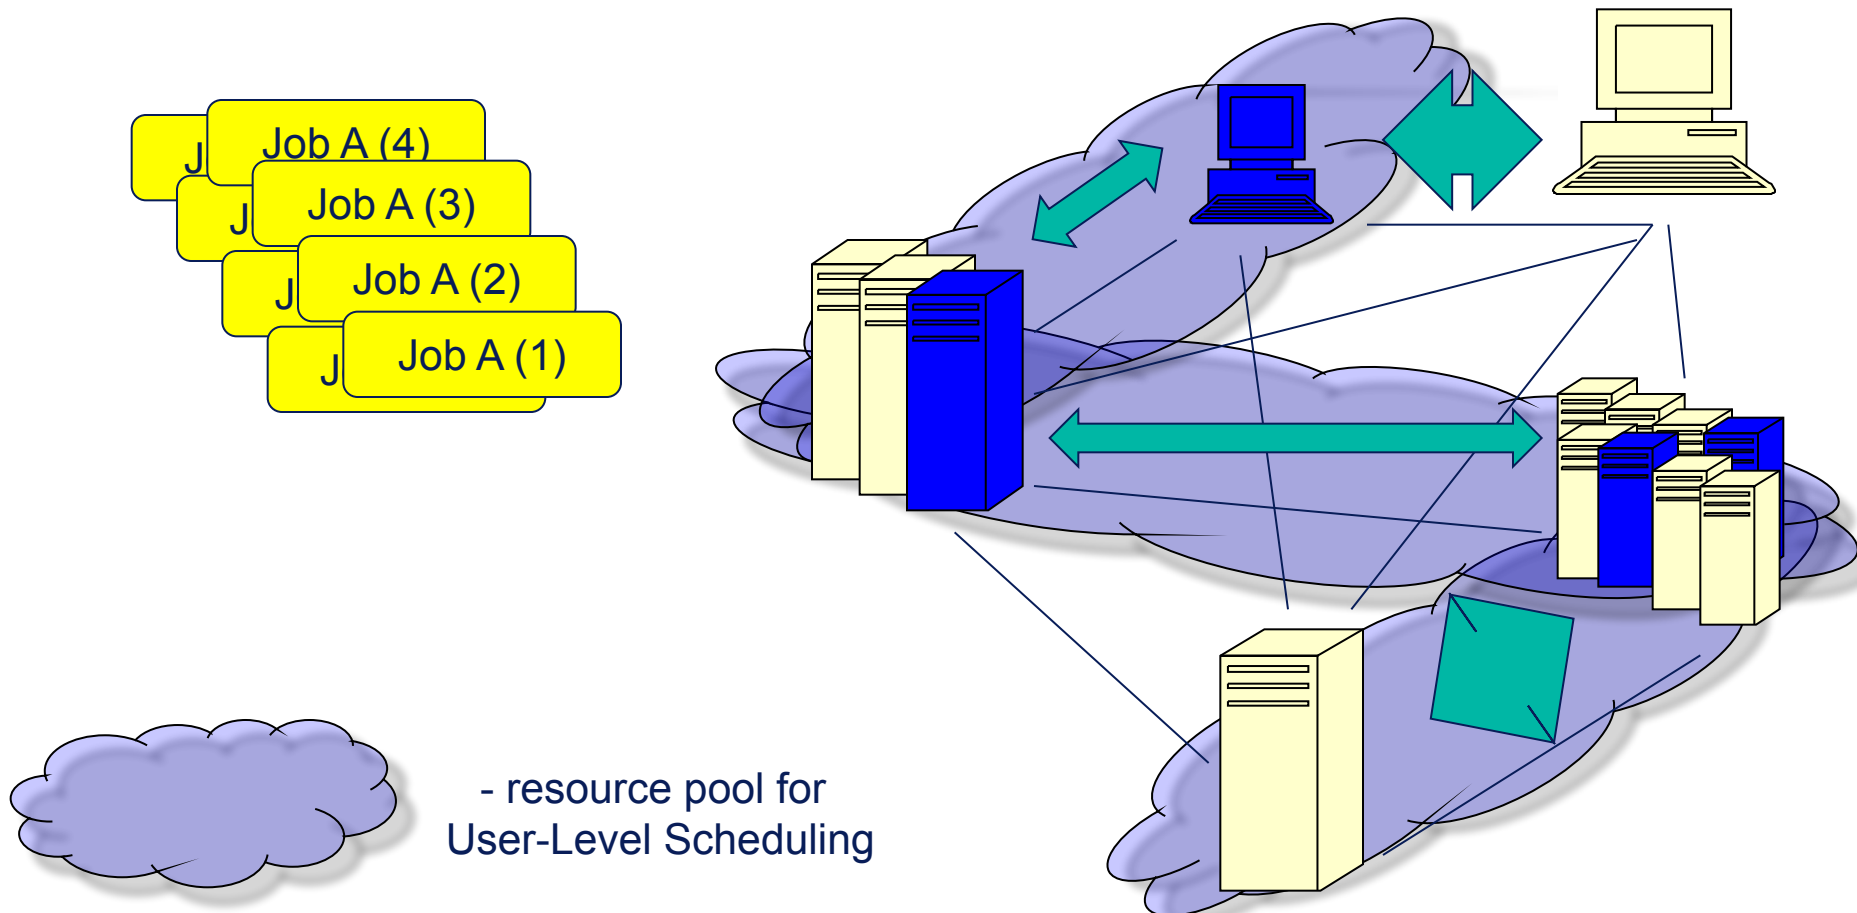 Job A (4)
J
Job A (3)
J
Job A (2)
J
Job A (1)
J
- resource pool for
User-Level Scheduling